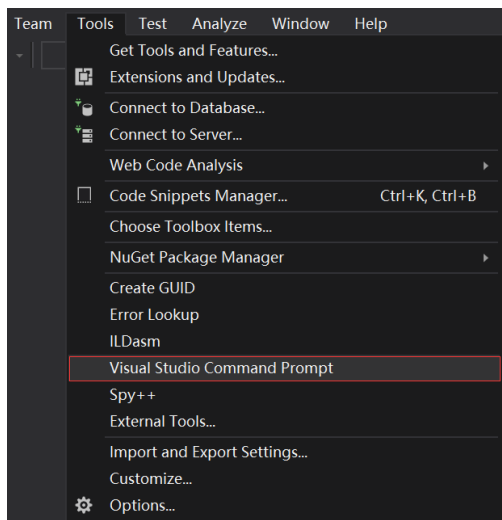 Team Tools Test Analyze Window Help
Get Tools and Features...
Extensions and Updates...
Connect to Database...
Connect to Server...
Web Code Analysis
Code Snippets Manager... Ctrl+K, Ctrl+B
Choose Toolbox Items...
NuGet Package Manager
Create GUID
Error Lookup
ILDasm
Visual Studio Command Prompt
Spy++
External Tools...
Import and Export Settings...
Customize...
Options...